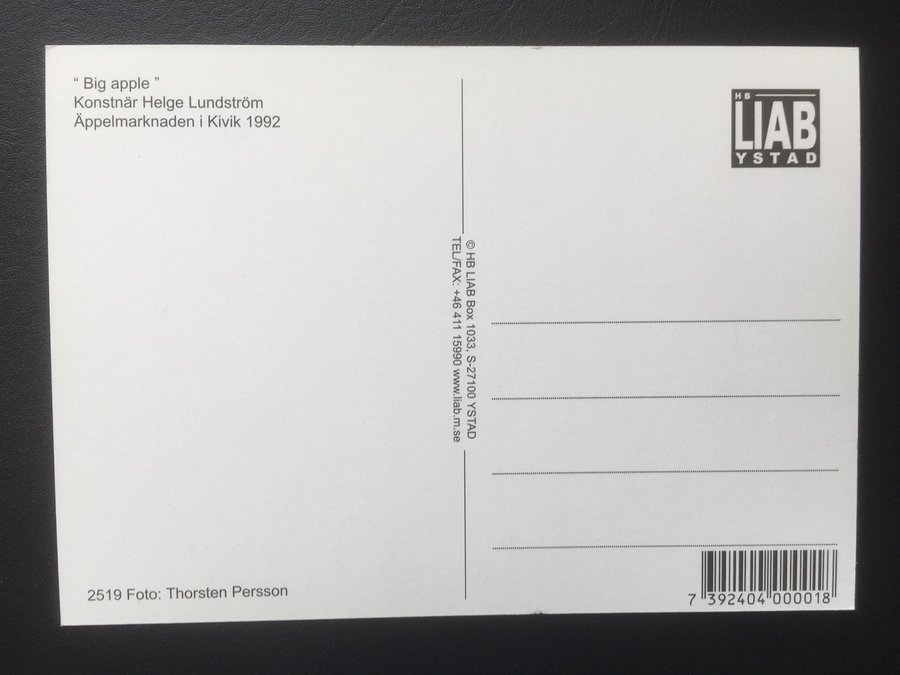 “ Big apple ”
Konstnär Helge Lundström
Äppelmarknaden i Kivik 1992
HB
LIAB
YSTAD
© HB LIAB Box 1033, S-27100 YSTAD
TEL/FAX: +46 411 15990 www.liab.m.se
2519 Foto: Thorsten Persson
7 392404 000018